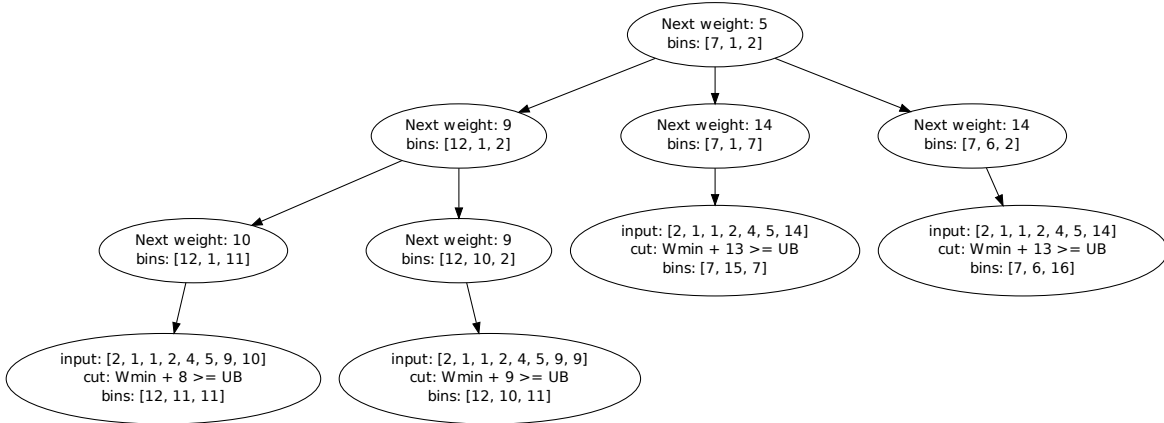 Next weight: 5
bins: [7, 1, 2]
Next weight: 9
bins: [12, 1, 2]
Next weight: 14
bins: [7, 1, 7]
Next weight: 14
bins: [7, 6, 2]
Next weight: 10
bins: [12, 1, 11]
Next weight: 9
bins: [12, 10, 2]
input: [2, 1, 1, 2, 4, 5, 14]
cut: Wmin + 13 >= UB
bins: [7, 15, 7]
input: [2, 1, 1, 2, 4, 5, 14]
cut: Wmin + 13 >= UB
bins: [7, 6, 16]
input: [2, 1, 1, 2, 4, 5, 9, 10]
cut: Wmin + 8 >= UB
bins: [12, 11, 11]
input: [2, 1, 1, 2, 4, 5, 9, 9]
cut: Wmin + 9 >= UB
bins: [12, 10, 11]